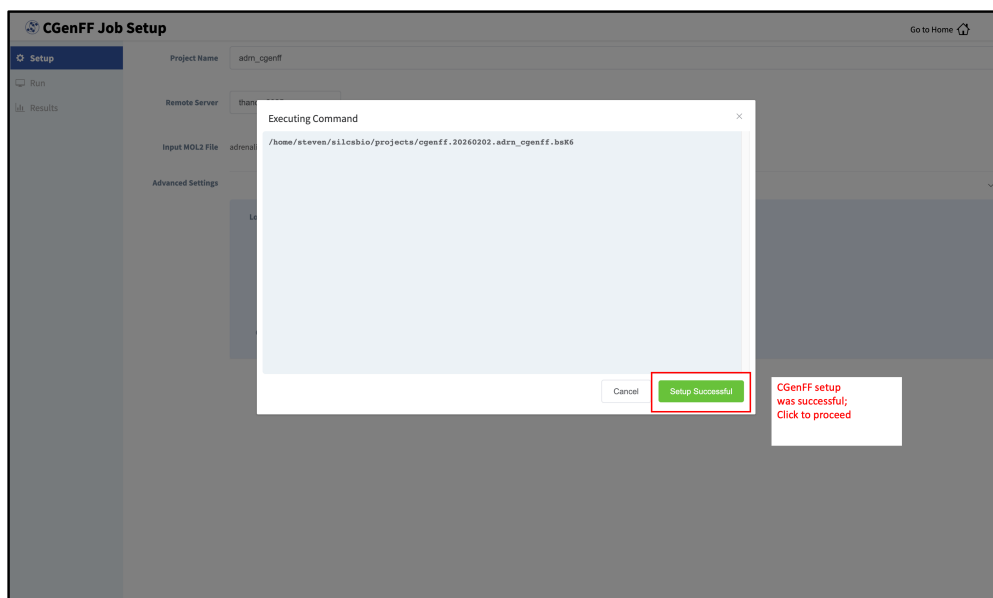 CGenFF Job Setup
Go to Home
Setup
Run
Results
Project Name
adrn_cgenff
Remote Server
Input MOL2 File
Advanced Settings
Executing Command
/home/steven/silcsbio/projects/cgenff.20260202.adrn_cgenff.bsK6
Cancel
Setup Successful
CGenFF setup
was successful;
Click to proceed